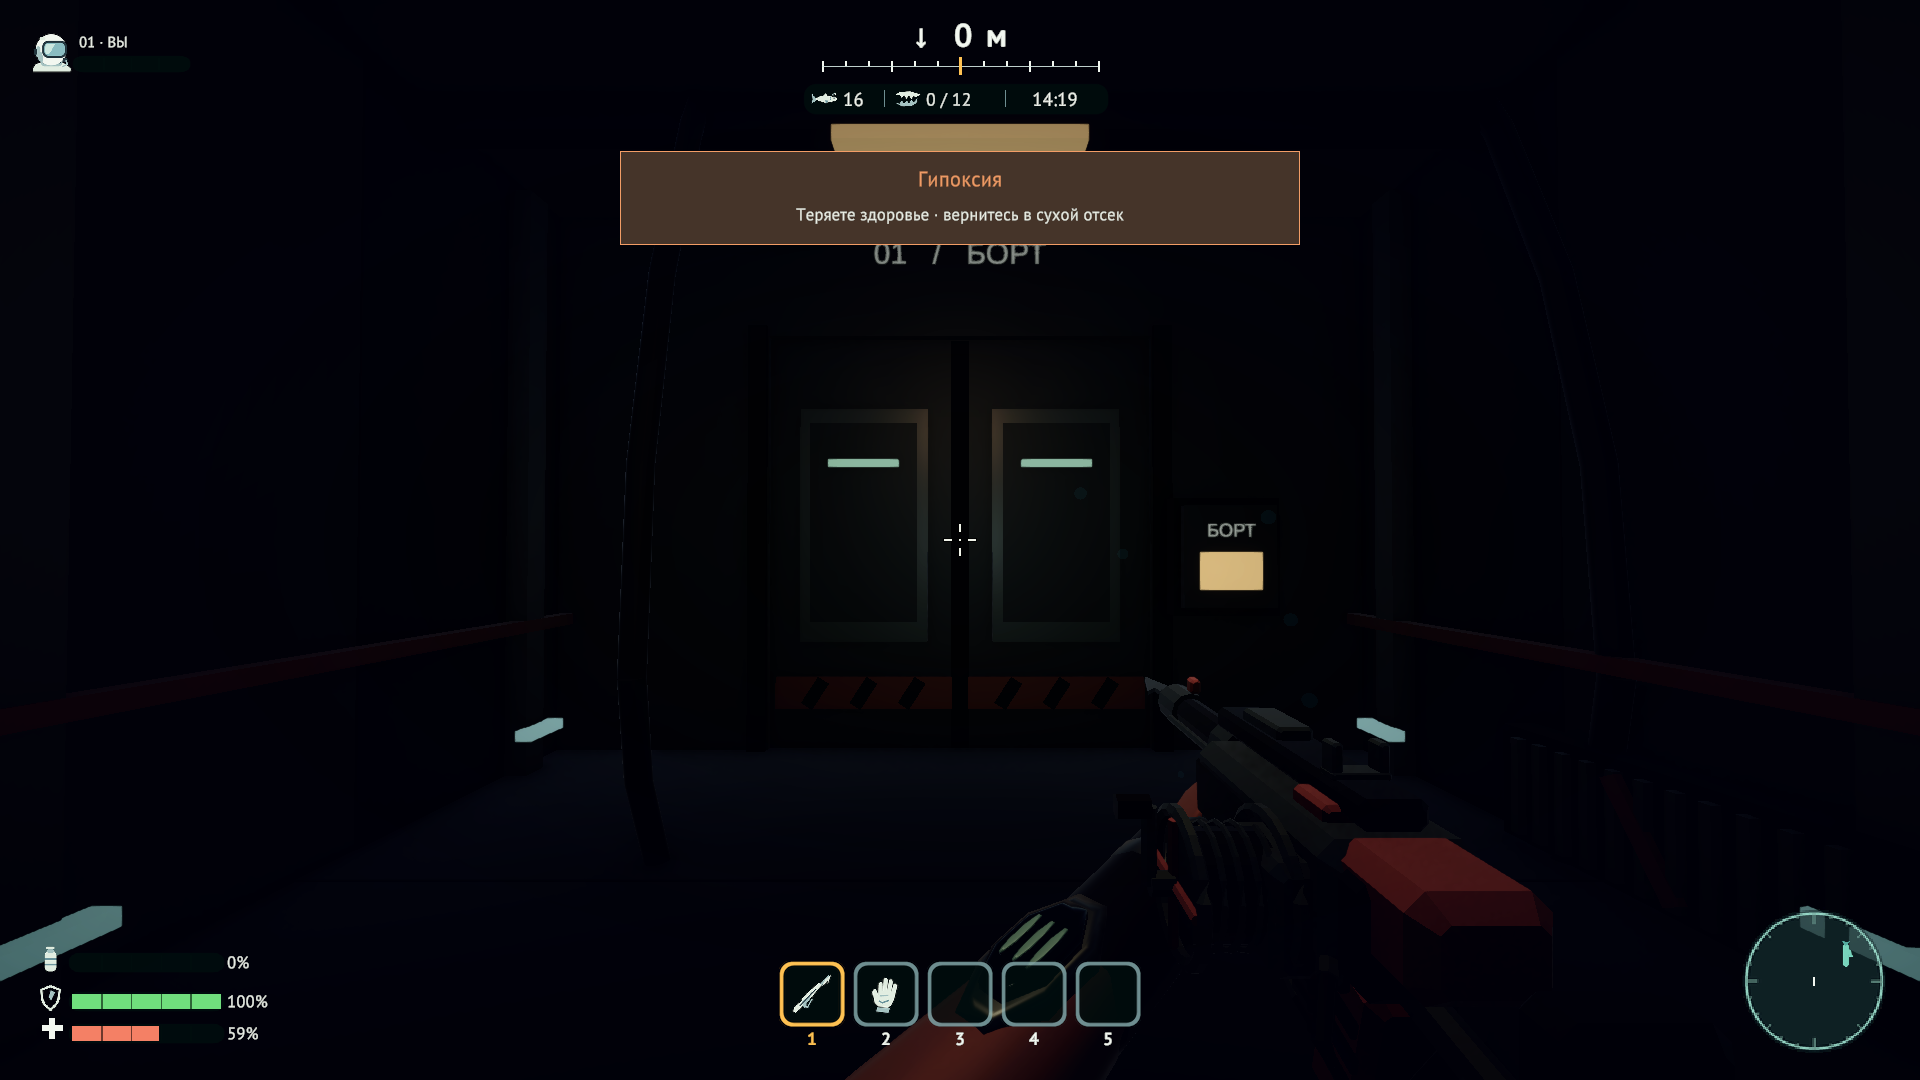 01 · ВЫ
↓ 0 м
16 0 / 12 14:19
Гипоксия
Теряете здоровье · вернитесь в сухой отсек
01 / БОРТ
БОРТ
0%
100%
59%
1 2 3 4 5